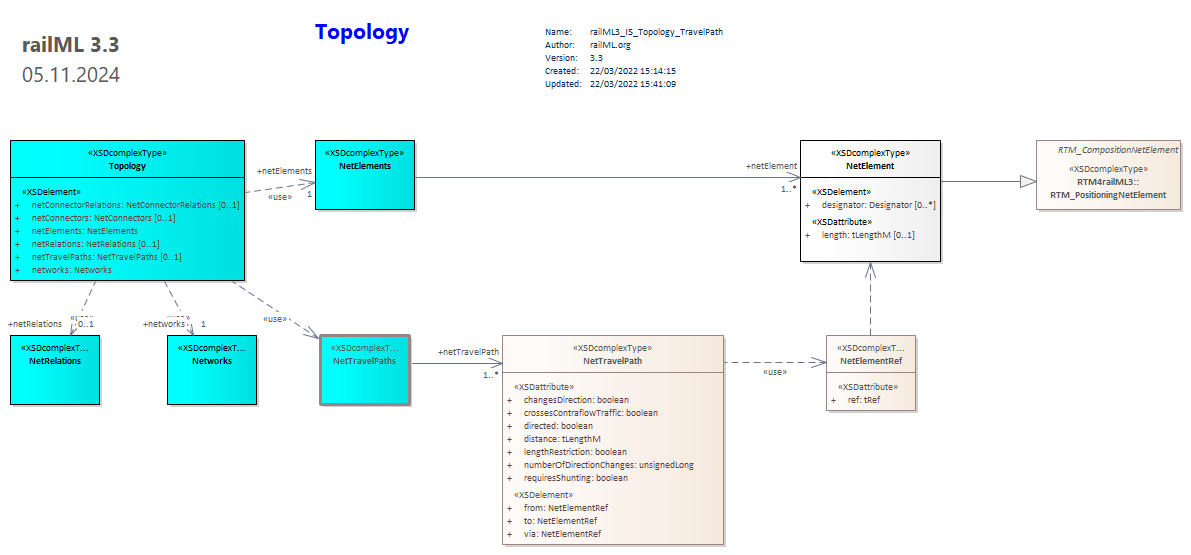 Topology
railML 3.3
05.11.2024
Name: railML3_IS_Topology_TravelPath
Author: railML.org
Version: 3.3
Created: 22/03/2022 15:14:15
Updated: 22/03/2022 15:41:09
«XSDcomplexType»
Topology
«XSDelement»
+ netConnectorRelations: NetConnectorRelations [0..1]
+ netConnectors: NetConnectors [0..1]
+ netElements: NetElements
+ netRelations: NetRelations [0..1]
+ netTravelPaths: NetTravelPaths [0..1]
+ networks: Networks
+netElements
1
«use»
«XSDcomplexType»
NetElements
+netElement
1..*
«XSDcomplexType»
NetElement
«XSDelement»
+ designator: Designator [0..*]
«XSDattribute»
+ length: tLengthM [0..1]
RTM_CompositionNetElement
«XSDcomplexType»
RTM4railML3::
RTM_PositioningNetElement
+netRelations
0..1
+networks
1
«use»
«XSDcomplexT...
NetRelations
«XSDcomplexT...
Networks
«XSDcomplexT...
NetTravelPaths
+netTravelPath
1..*
«XSDcomplexType»
NetTravelPath
«XSDattribute»
+ changesDirection: boolean
+ crossesContraflowTraffic: boolean
+ directed: boolean
+ distance: tLengthM
+ lengthRestriction: boolean
+ numberOfDirectionChanges: unsignedLong
+ requiresShunting: boolean
«XSDelement»
+ from: NetElementRef
+ to: NetElementRef
+ via: NetElementRef
«use»
«XSDcomplexT...
NetElementRef
«XSDattribute»
+ ref: tRef